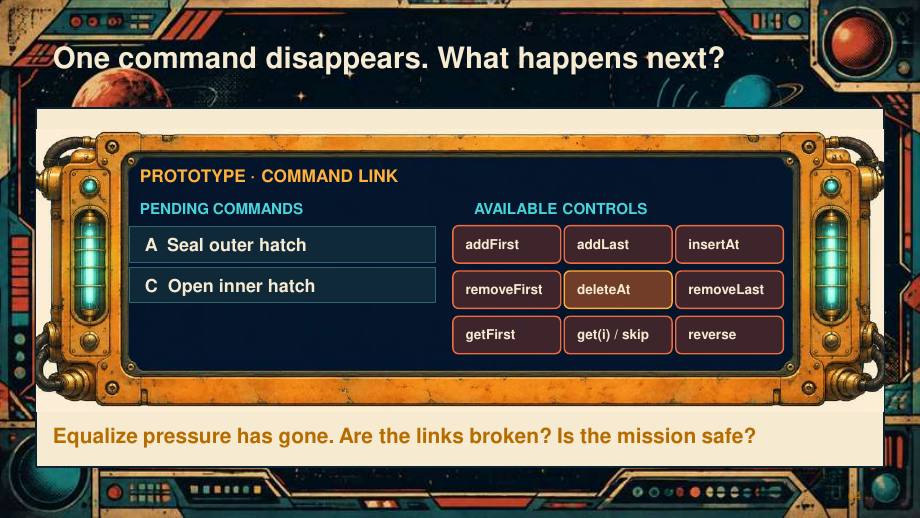 One command disappears. What happens next?
PROTOTYPE · COMMAND LINK
PENDING COMMANDS
A Seal outer hatch
C Open inner hatch
AVAILABLE CONTROLS
addFirst addLast insertAt
removeFirst deleteAt removeLast
getFirst get(i) / skip reverse
Equalize pressure has gone. Are the links broken? Is the mission safe?